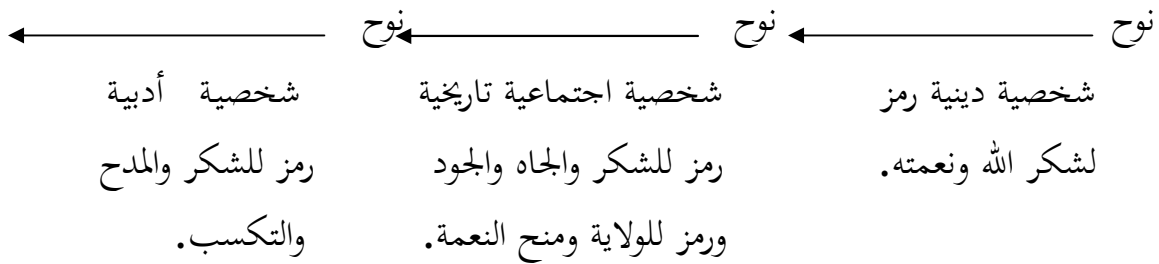 نوح نوح نوح
شخصية دينية رمز شخصية اجتماعية تاريخية شخصية أدبية
لشكر الله ونعمته. رمز للشكر والجاه والجود رمز للشكر والمدح
ورمز للولاية ومنح النعمة. والتكسب.